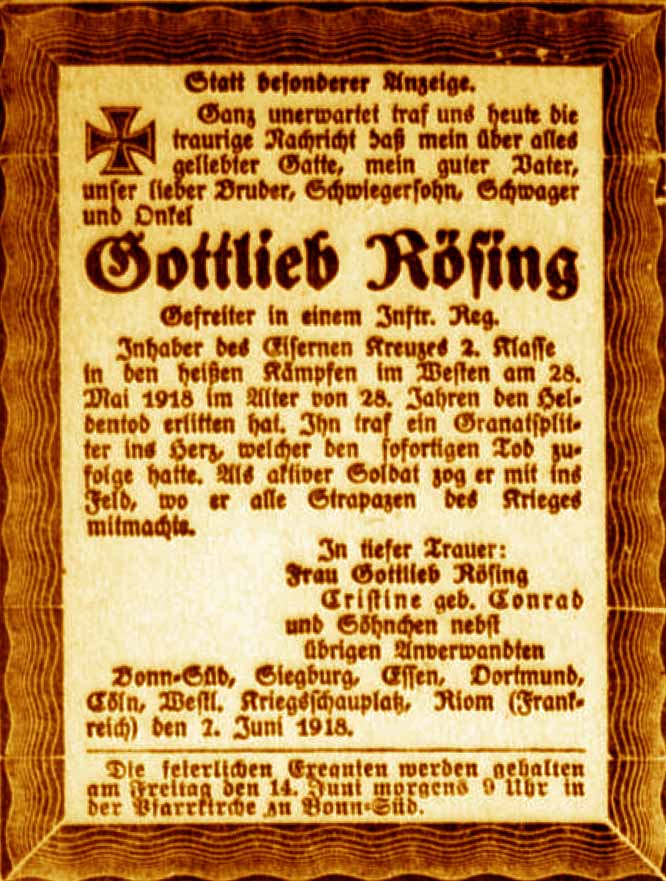 Statt besonderer Anzeige.
Ganz unerwartet traf uns heute die
traurige Nachricht daß mein über alles
geliebter Gatte, mein guter Vater,
unser lieber Bruder, Schwiegersohn, Schwager
und Onkel
Gottlieb Rösing
Gefreiter in einem Inftr. Reg.
Inhaber des Eisernen Kreuzes 2. Klasse
in den heißen Kämpfen im Westen am 28.
Mai 1918 im Alter von 28. Jahren den Hel-
dentod erlitten hat. Ihn traf ein Granatsplit-
ter ins Herz, welcher den sofortigen Tod zu-
folge hatte. Als aktiver Soldat zog er mit ins
Feld, wo er alle Strapazen des Krieges
mitmachte.
In tiefer Trauer:
Frau Gottlieb Rösing
Cristine geb. Conrad
und Söhnchen nebst
übrigen Anverwandten
Bonn-Süd, Siegburg, Essen, Dortmund,
Cöln, Westl. Kriegsschauplatz, Riom (Frank-
reich) den 2. Juni 1918.
Die feierlichen Exequien werden gehalten
am Freitag den 14. Juni morgens 9 Uhr in
der Pfarrkirche zu Bonn-Süd.